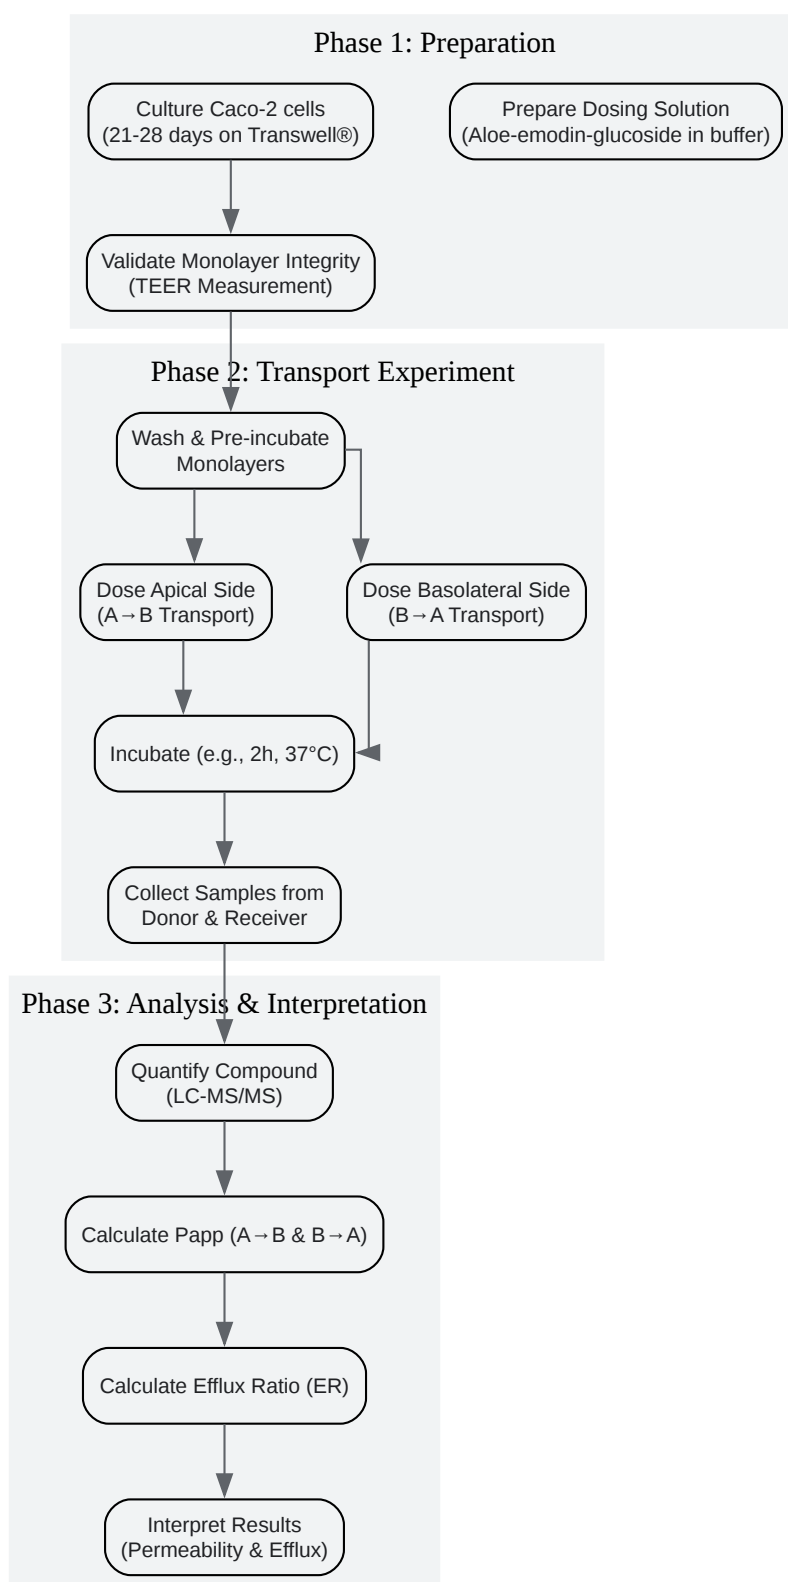 Phase 1: Preparation
Culture Caco-2 cells
(21-28 days on Transwell®)
Prepare Dosing Solution
(Aloe-emodin-glucoside in buffer)
Validate Monolayer Integrity
(TEER Measurement)
Phase 2: Transport Experiment
Wash & Pre-incubate
Monolayers
Dose Apical Side
(A→B Transport)
Dose Basolateral Side
(B→A Transport)
Incubate (e.g., 2h, 37°C)
Collect Samples from
Donor & Receiver
Phase 3: Analysis & Interpretation
Quantify Compound
(LC-MS/MS)
Calculate Papp (A→B & B→A)
Calculate Efflux Ratio (ER)
Interpret Results
(Permeability & Efflux)